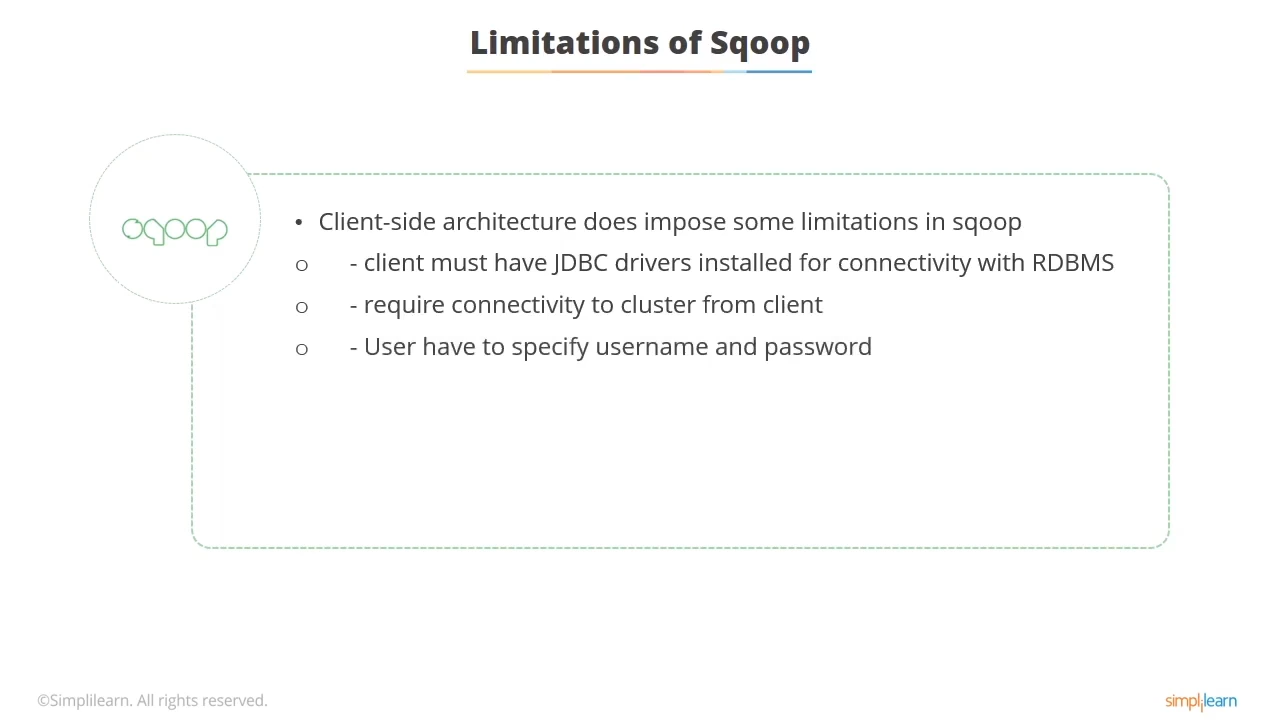 Limitations of Sqoop
sqoop
• Client-side architecture does impose some limitations in sqoop
o - client must have JDBC drivers installed for connectivity with RDBMS
o - require connectivity to cluster from client
o - User have to specify username and password
©Simplilearn. All rights reserved.
simplilearn